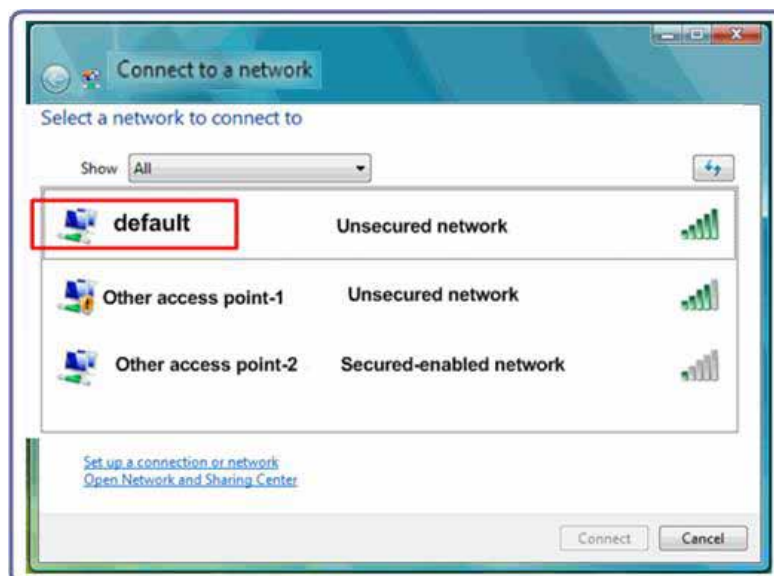 Connect to a network
Select a network to connect to
Show All
default Unsecured network
Other access point-1 Unsecured network
Other access point-2 Secured-enabled network
Set up a connection or network
Open Network and Sharing Center
Connect Cancel